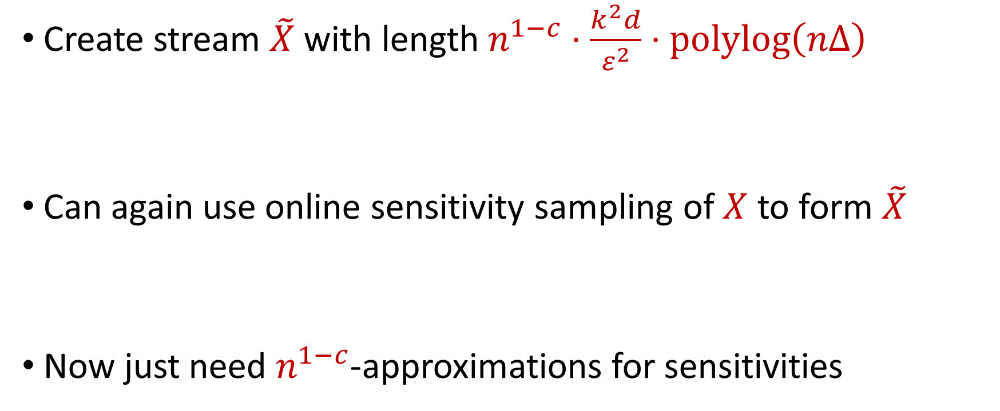 • Create stream $\tilde{X}$ with length $n^{1-c} \cdot \frac{k^2 d}{\varepsilon^2} \cdot \text{polylog}(n\Delta)$
• Can again use online sensitivity sampling of $X$ to form $\tilde{X}$
• Now just need $n^{1-c}$-approximations for sensitivities